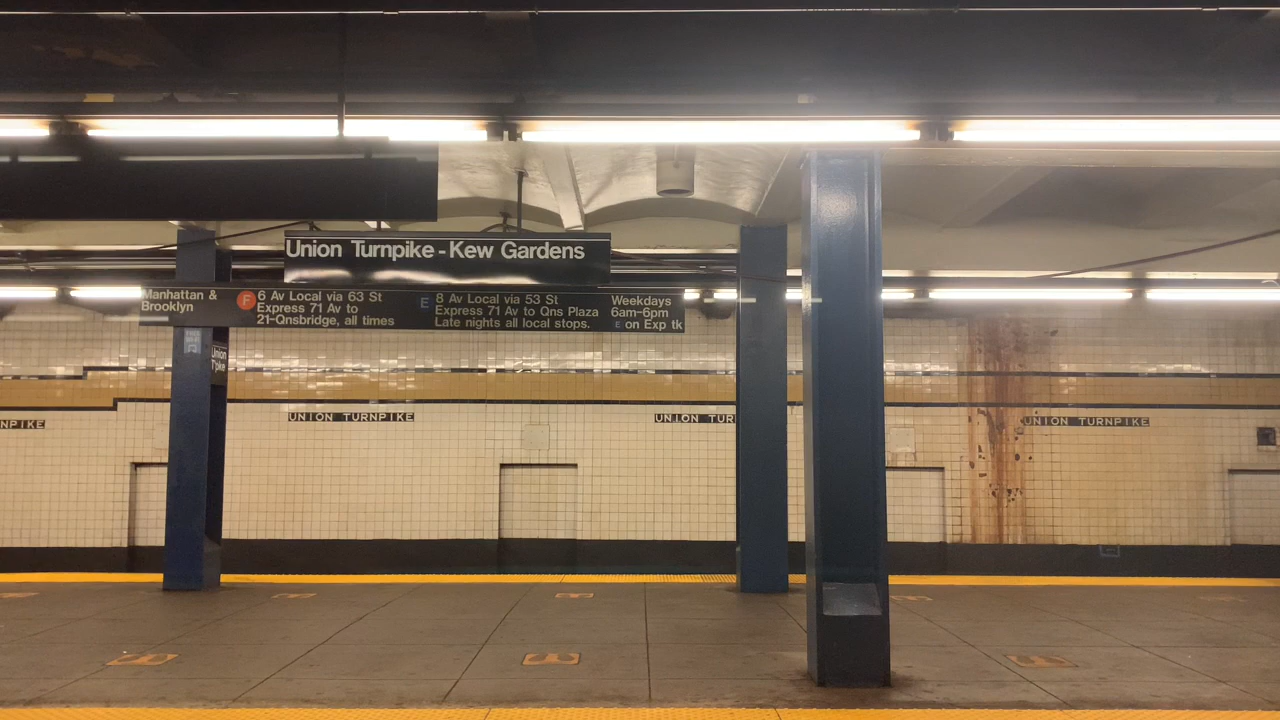 Union Turnpike - Kew Gardens
Manhattan &
Brooklyn
F
6 Av Local via 63 St
Express 71 Av to
21-Qnsbridge, all times
E
8 Av Local via 53 St
Express 71 Av to Qns Plaza
Late nights all local stops.
Weekdays
6am-6pm
E on Exp tk
Union
T'pike
NPIKE
UNION TURNPIKE
UNION TUR
UNION TURNPIKE